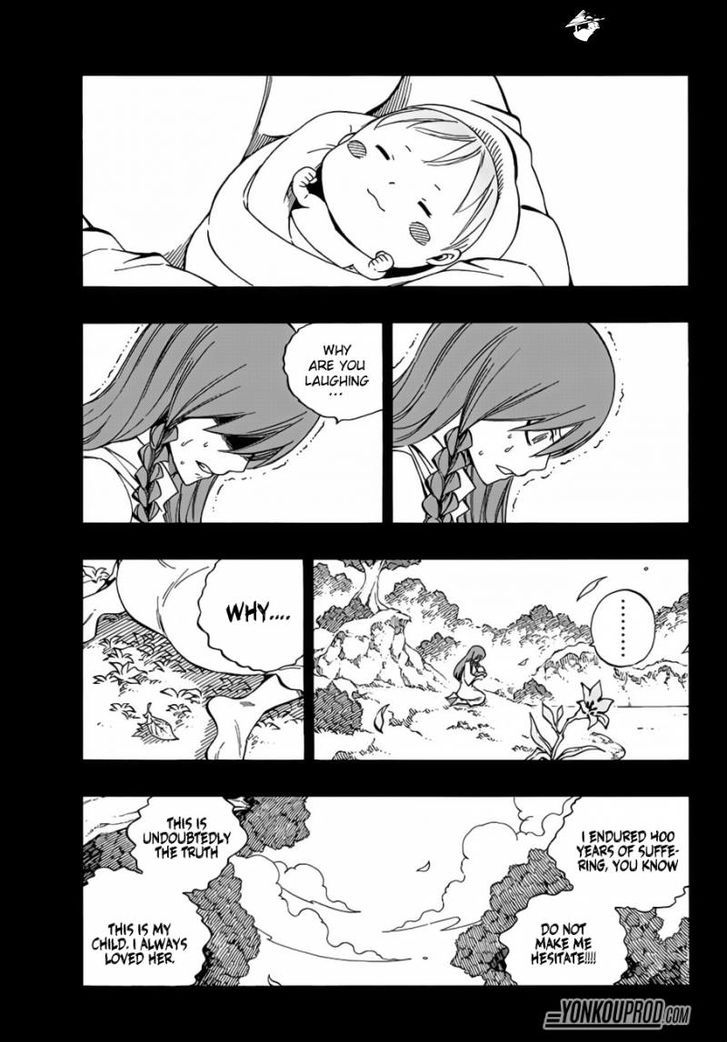 WHY
ARE YOU
LAUGHING
...
........
WHY....
I ENDURED 400
YEARS OF SUFFE-
RING, YOU KNOW
DO NOT
MAKE ME
HESITATE!!!!
THIS IS
UNDOUBTEDLY
THE TRUTH
THIS IS MY
CHILD. I ALWAYS
LOVED HER.
YONKOUPROD.COM